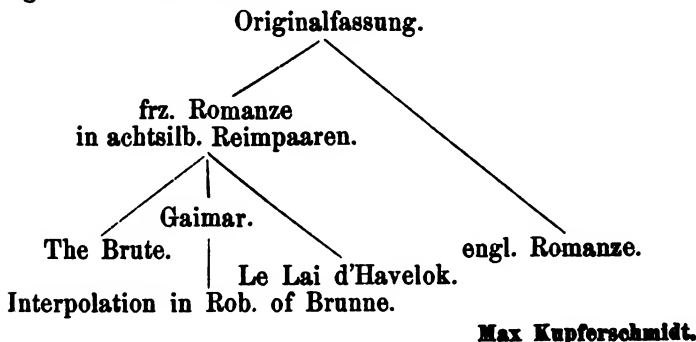 Originalfassung.
frz. Romanze
in achtsilb. Reimpaaren.
Gaimar.
The Brute.
engl. Romanze.
Le Lai d'Havelok.
Interpolation in Rob. of Brunne.
Max Kupferschmidt.